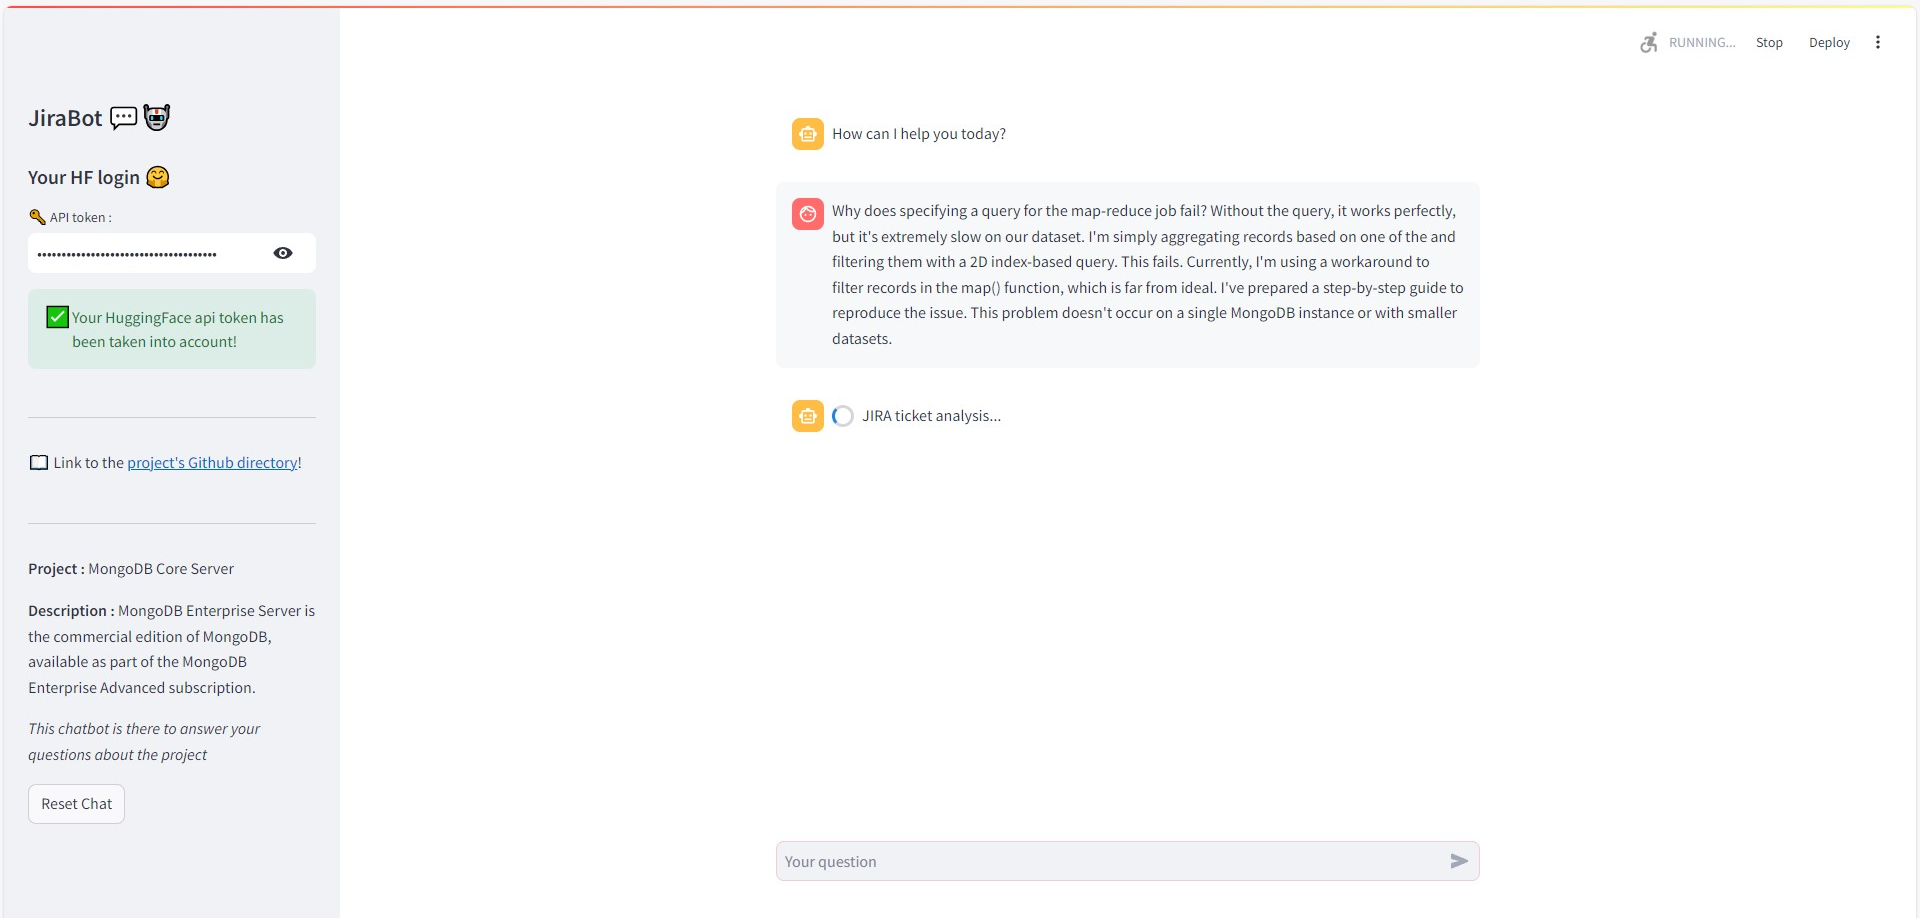 RUNNING...
Stop
Deploy
JiraBot
Your HF login
API token :
••••••••••••••••••••••••••••••••••••
Your HuggingFace api token has
been taken into account!
Link to the project's Github directory!
Project : MongoDB Core Server
Description : MongoDB Enterprise Server is
the commercial edition of MongoDB,
available as part of the MongoDB
Enterprise Advanced subscription.
This chatbot is there to answer your
questions about the project
Reset Chat
How can I help you today?
Why does specifying a query for the map-reduce job fail? Without the query, it works perfectly,
but it's extremely slow on our dataset. I'm simply aggregating records based on one of the and
filtering them with a 2D index-based query. This fails. Currently, I'm using a workaround to
filter records in the map() function, which is far from ideal. I've prepared a step-by-step guide to
reproduce the issue. This problem doesn't occur on a single MongoDB instance or with smaller
datasets.
JIRA ticket analysis...
Your question